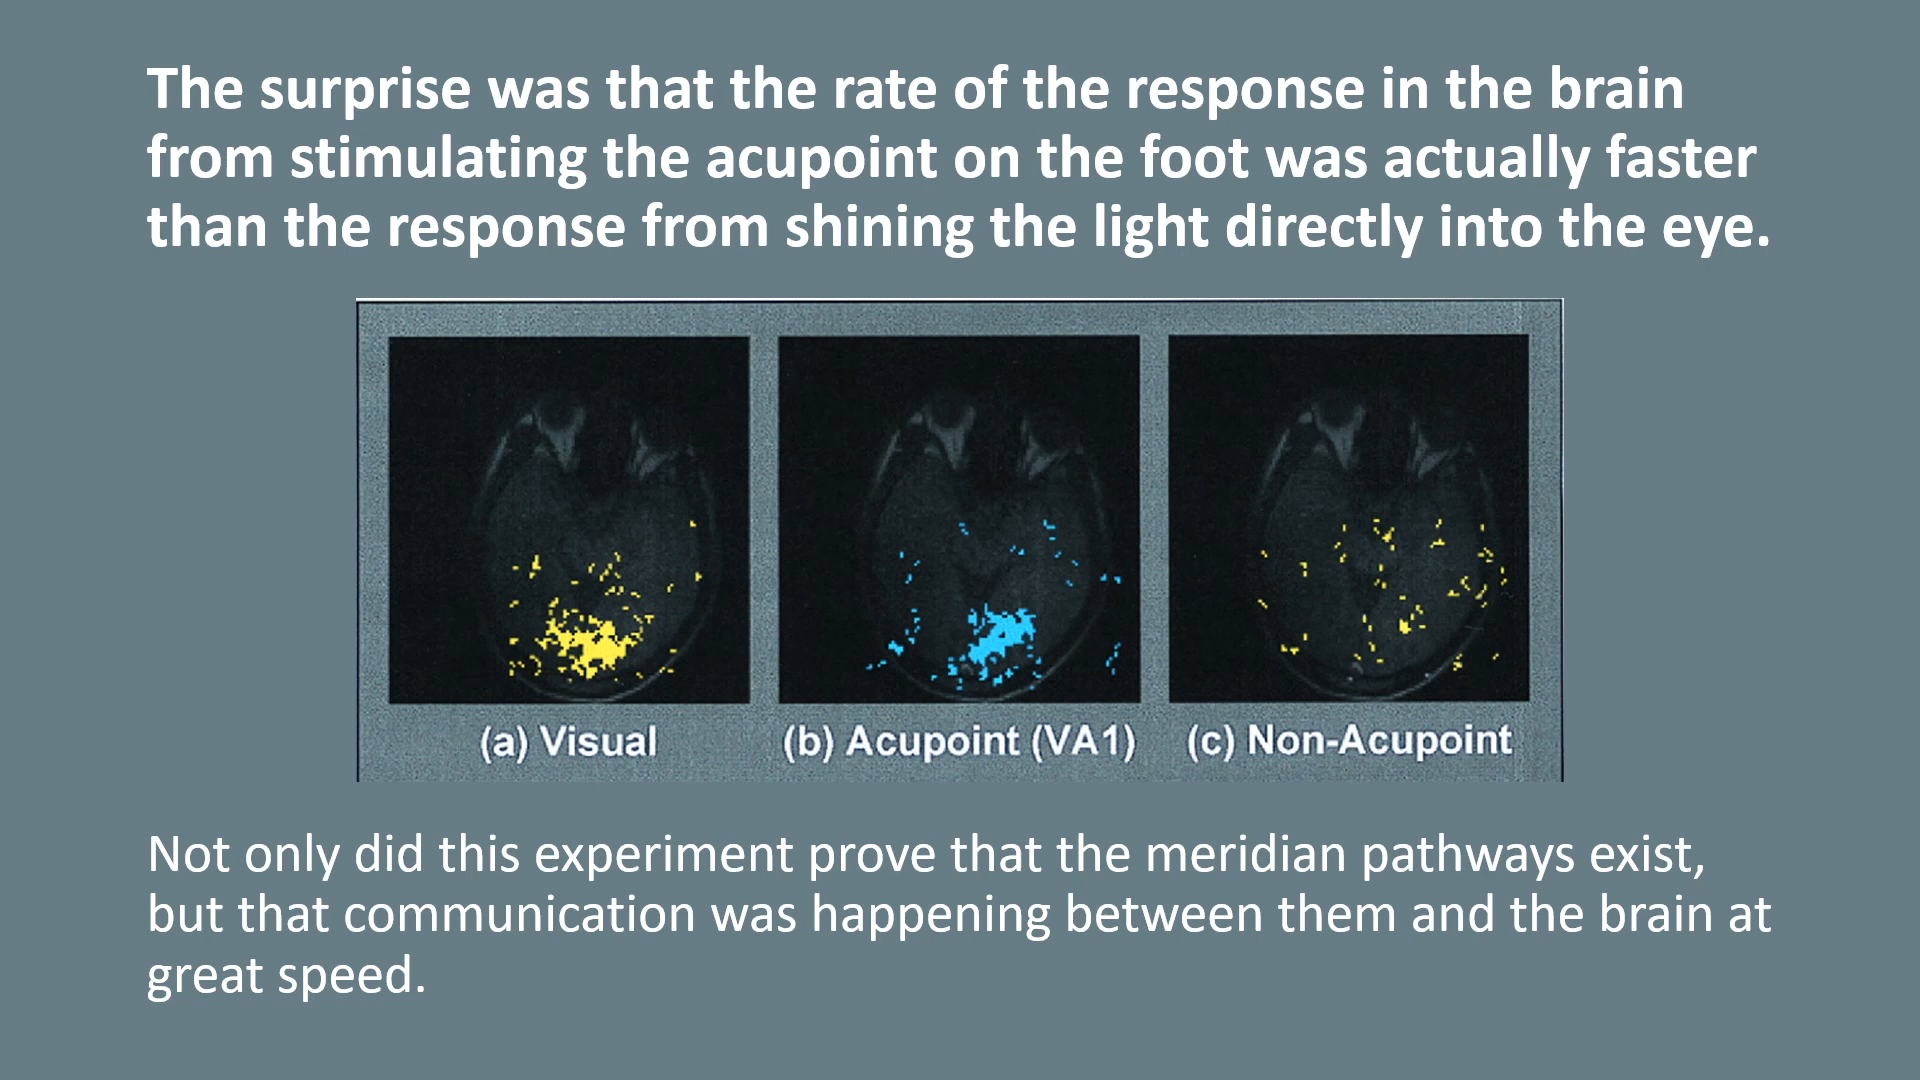 The surprise was that the rate of the response in the brain
from stimulating the acupoint on the foot was actually faster
than the response from shining the light directly into the eye.
(a) Visual
(b) Acupoint (VA1)
(c) Non-Acupoint
Not only did this experiment prove that the meridian pathways exist,
but that communication was happening between them and the brain at
great speed.